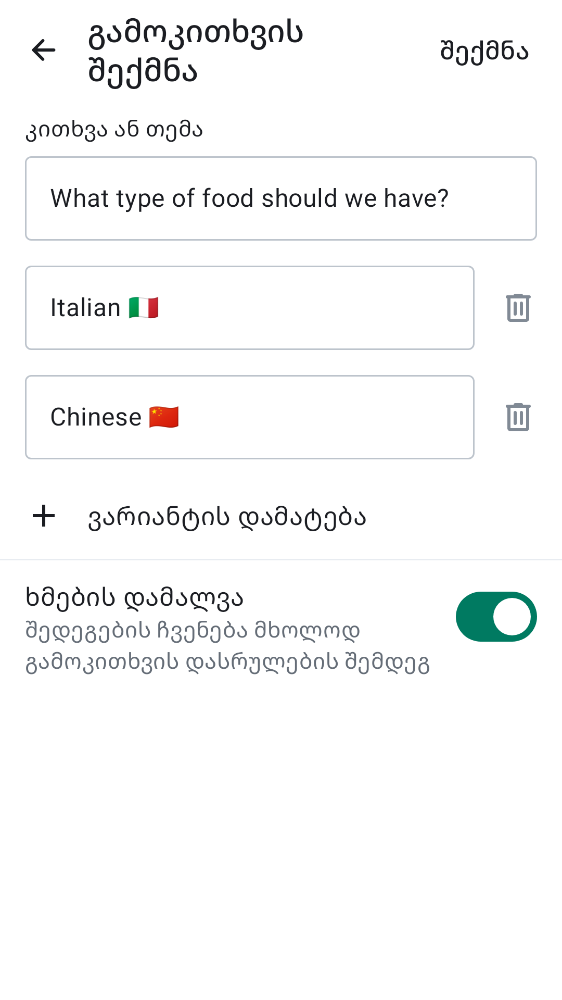 გამოკითხვის
შექმნა
შექმნა
კითხვა ან თემა
What type of food should we have?
Italian 🇮🇹
Chinese 🇨🇳
ვარიანტის დამატება
ხმების დამალვა
შედეგების ჩვენება მხოლოდ
გამოკითხვის დასრულების შემდეგ